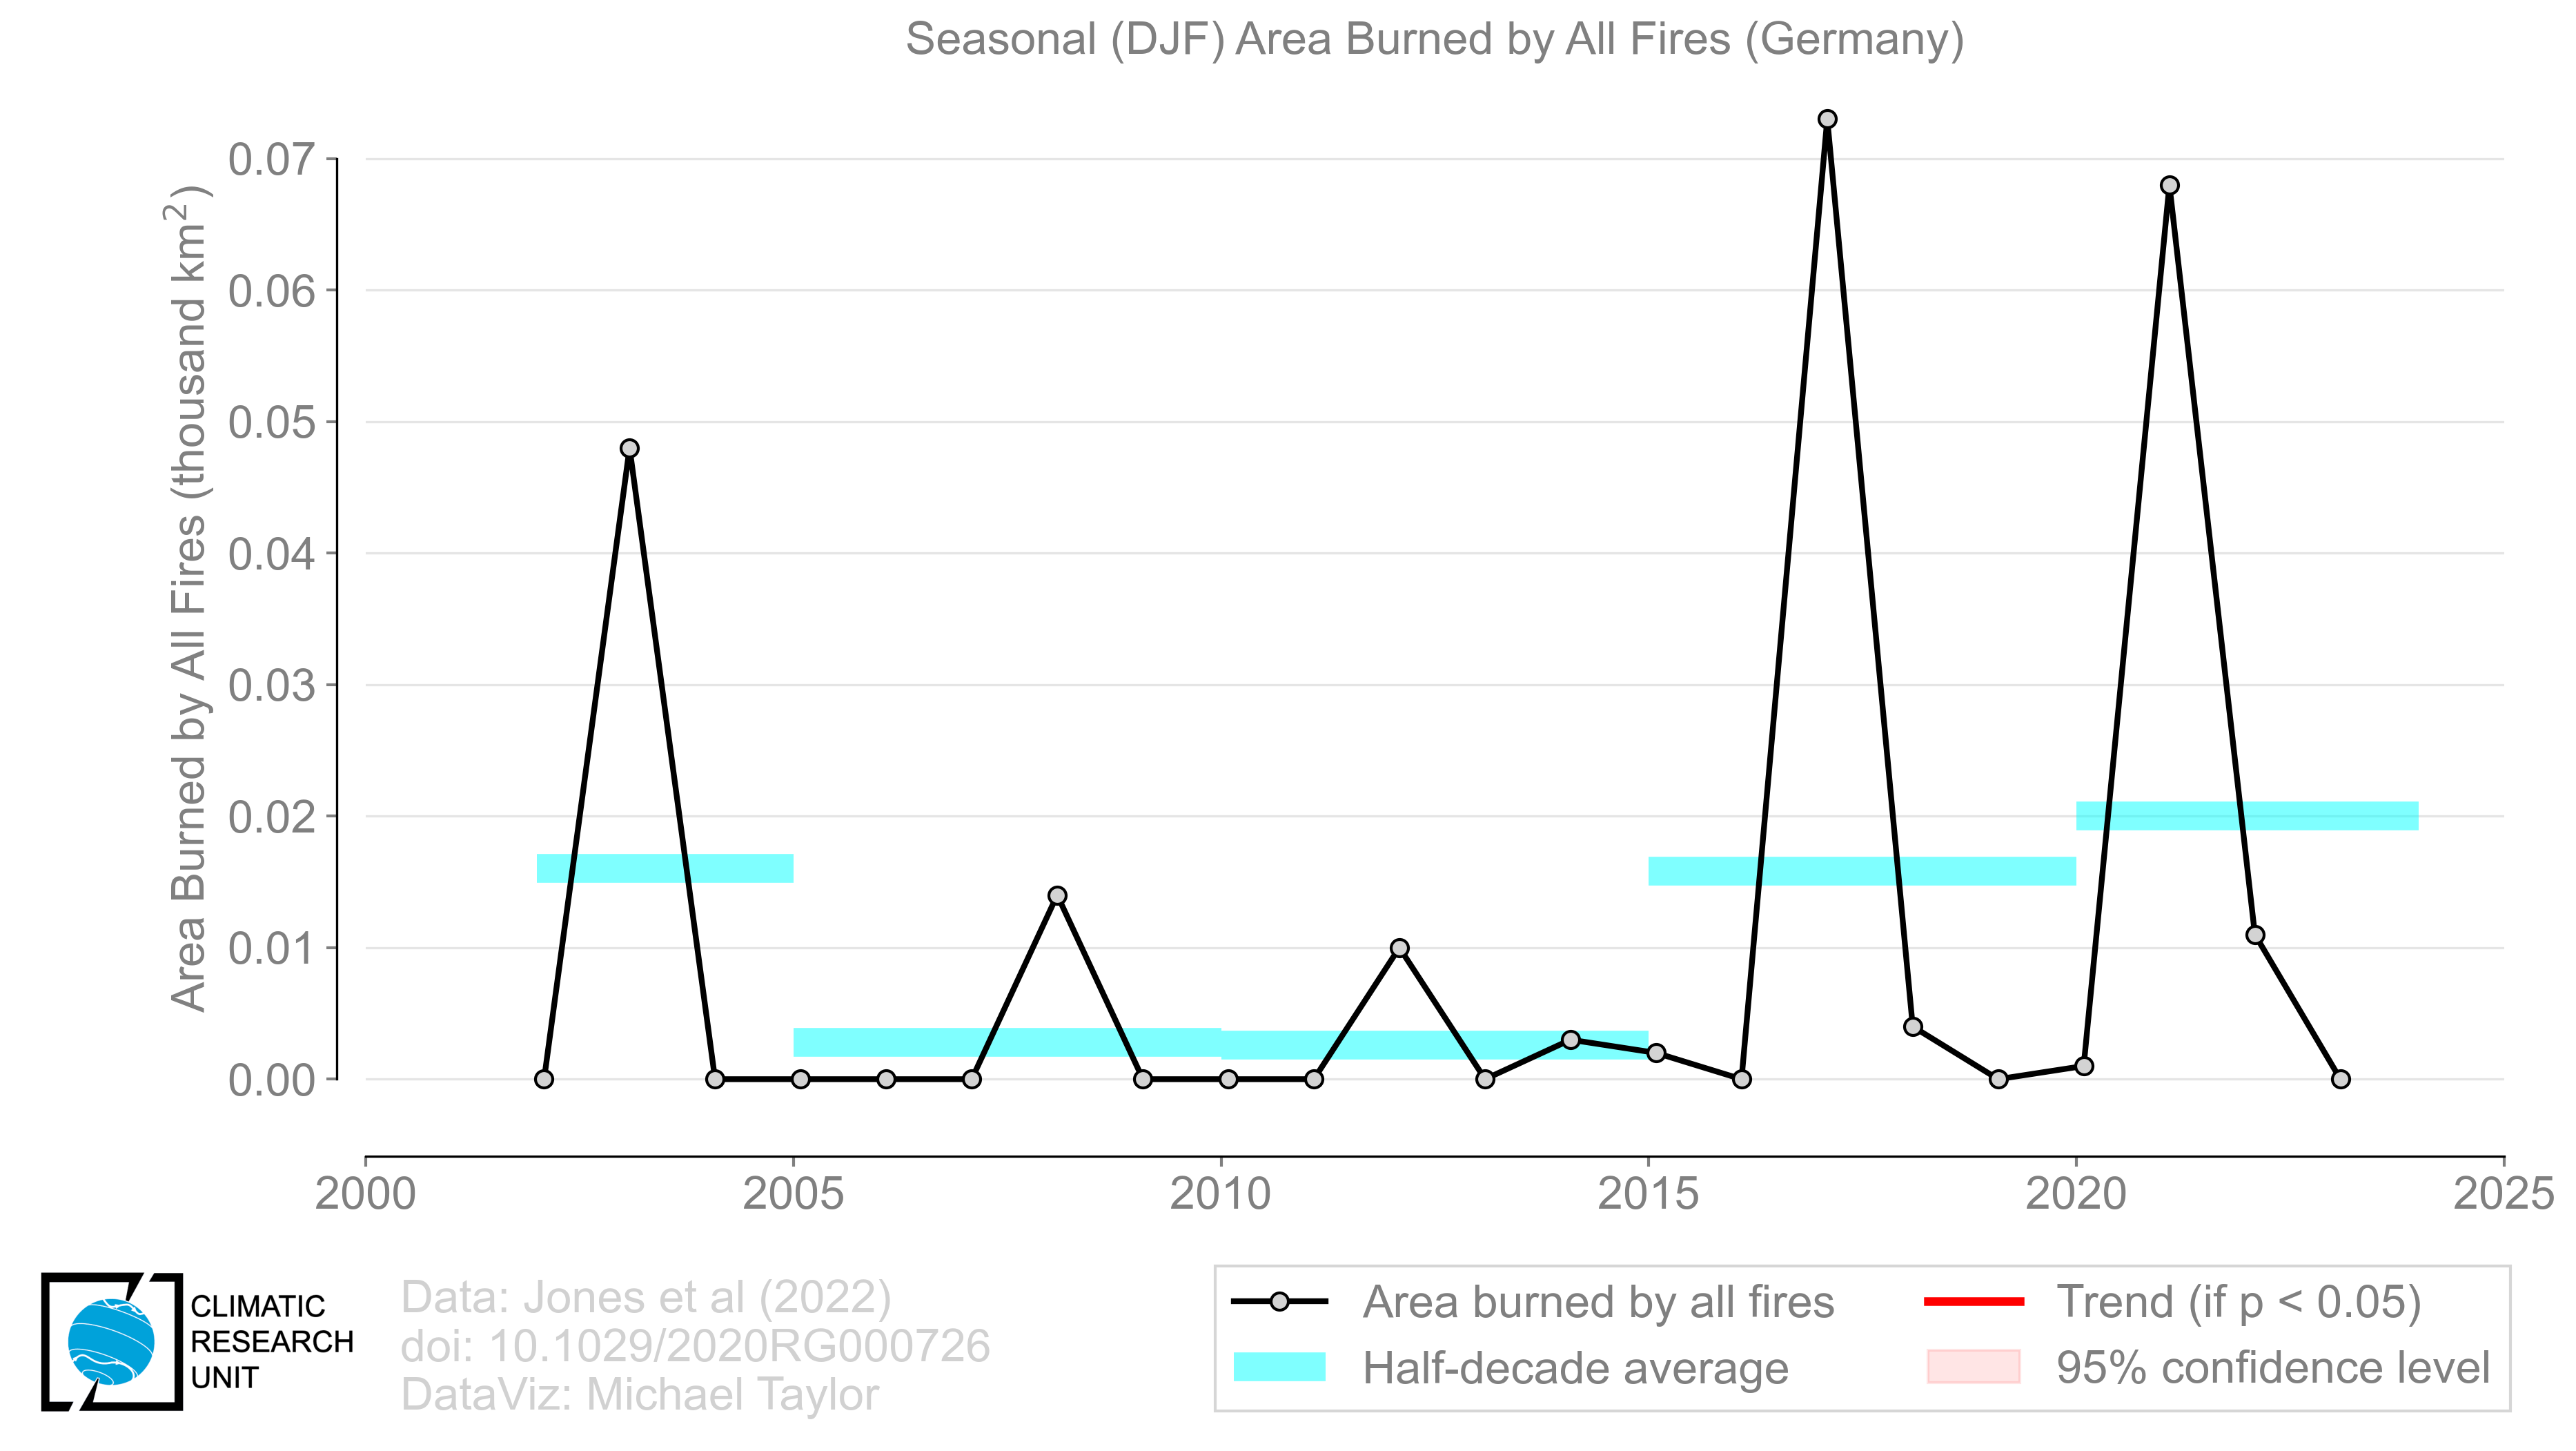 Seasonal (DJF) Area Burned by All Fires (Germany)
Area Burned by All Fires (thousand km²)
0.07
0.06
0.05
0.04
0.03
0.02
0.01
0.00
2000 2005 2010 2015 2020 2025
CLIMATIC
RESEARCH
UNIT
Data: Jones et al (2022)
doi: 10.1029/2020RG000726
DataViz: Michael Taylor
Area burned by all fires
Half-decade average
Trend (if p < 0.05)
95% confidence level